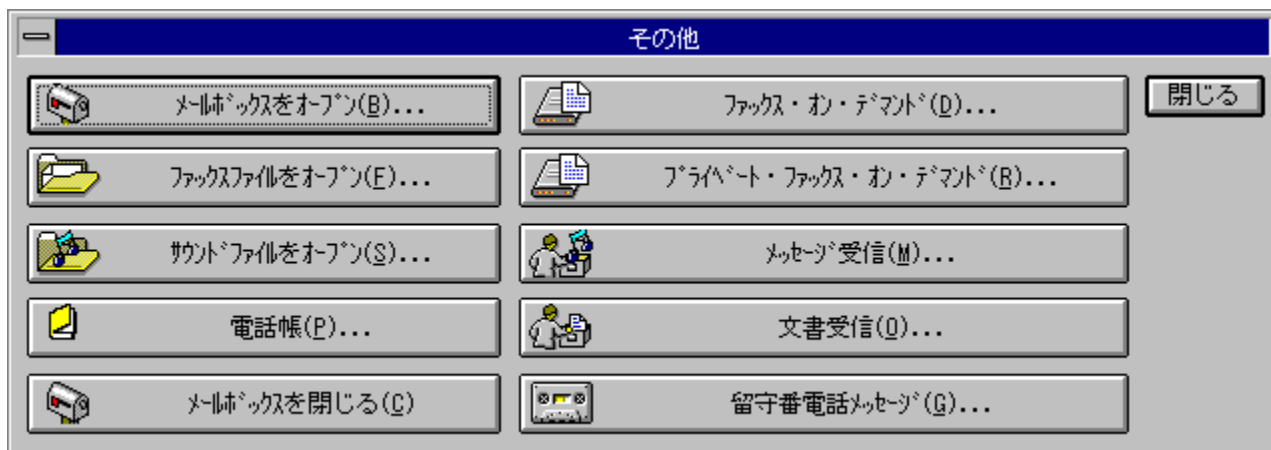 その他
ﾒｰﾙﾎﾞｯｸｽをｵｰﾌﾟﾝ(B)...
ﾌｧｯｸｽ・ｵﾝ・ﾃﾞﾏﾝﾄﾞ(D)...
閉じる
ﾌｧｯｸｽﾌｧｲﾙをｵｰﾌﾟﾝ(F)...
ﾌﾟﾗｲﾍﾞｰﾄ・ﾌｧｯｸｽ・ｵﾝ・ﾃﾞﾏﾝﾄﾞ(R)...
ｻｳﾝﾄﾞﾌｧｲﾙをｵｰﾌﾟﾝ(S)...
ﾒｯｾｰｼﾞ受信(M)...
電話帳(P)...
文書受信(O)...
ﾒｰﾙﾎﾞｯｸｽを閉じる(C)
留守番電話ﾒｯｾｰｼﾞ(G)...